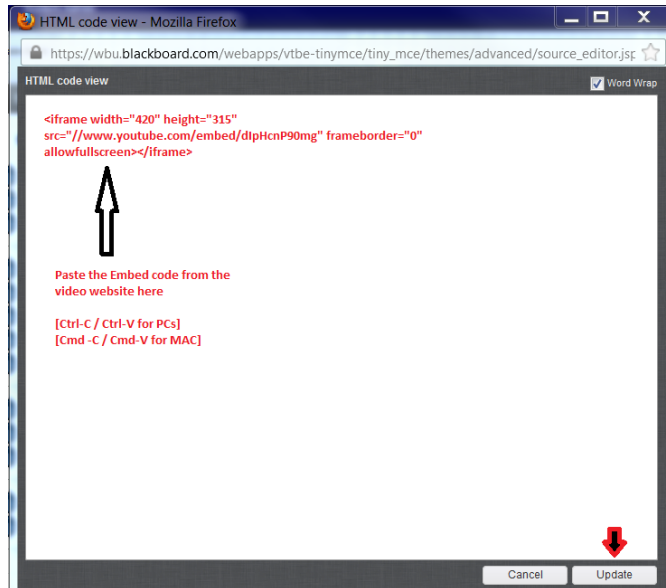 HTML code view - Mozilla Firefox
https://wbu.blackboard.com/webapps/vtbe-tinymce/tiny_mce/themes/advanced/source_editor.jsp
HTML code view
Word Wrap
<iframe width="420" height="315"
src="//www.youtube.com/embed/dIpHcnP90mg" frameborder="0"
allowfullscreen></iframe>
Paste the Embed code from the
video website here
[Ctrl-C / Ctrl-V for PCs]
[Cmd -C / Cmd-V for MAC]
Cancel
Update